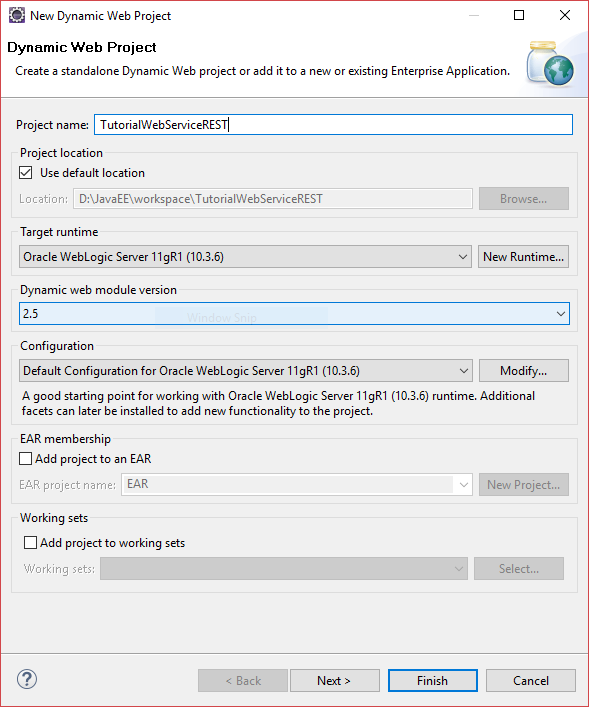 New Dynamic Web Project
Dynamic Web Project
Create a standalone Dynamic Web project or add it to a new or existing Enterprise Application.
Project name: TutorialWebServiceREST
Project location
Use default location
Location: D:\JavaEE\workspace\TutorialWebServiceREST Browse...
Target runtime
Oracle WebLogic Server 11gR1 (10.3.6) New Runtime...
Dynamic web module version
2.5
Window Snip
Configuration
Default Configuration for Oracle WebLogic Server 11gR1 (10.3.6) Modify...
A good starting point for working with Oracle WebLogic Server 11gR1 (10.3.6) runtime. Additional
facets can later be installed to add new functionality to the project.
EAR membership
Add project to an EAR
EAR project name: EAR New Project...
Working sets
Add project to working sets
Working sets: Select...
? < Back Next > Finish Cancel